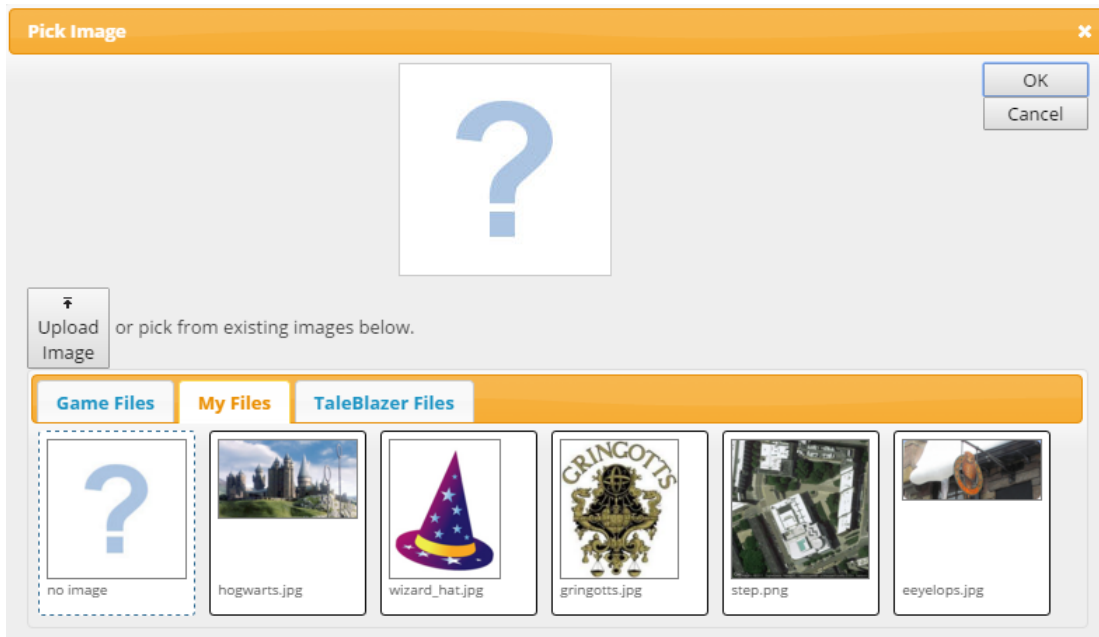 Pick Image
OK
Cancel
?
Upload
Image
or pick from existing images below.
Game Files
My Files
TaleBlazer Files
?
GRINGOTTS
no image
hogwarts.jpg
wizard_hat.jpg
gringotts.jpg
step.png
eeyelops.jpg